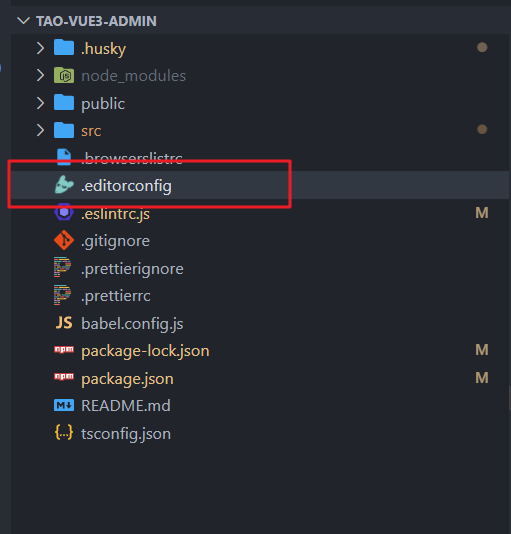 TAO-VUE3-ADMIN
.husky
node_modules
public
src
.browserslistrc
.editorconfig
.eslintrc.js M
.gitignore
.prettierignore
.prettierrc
JS babel.config.js
package-lock.json M
package.json M
README.md
tsconfig.json